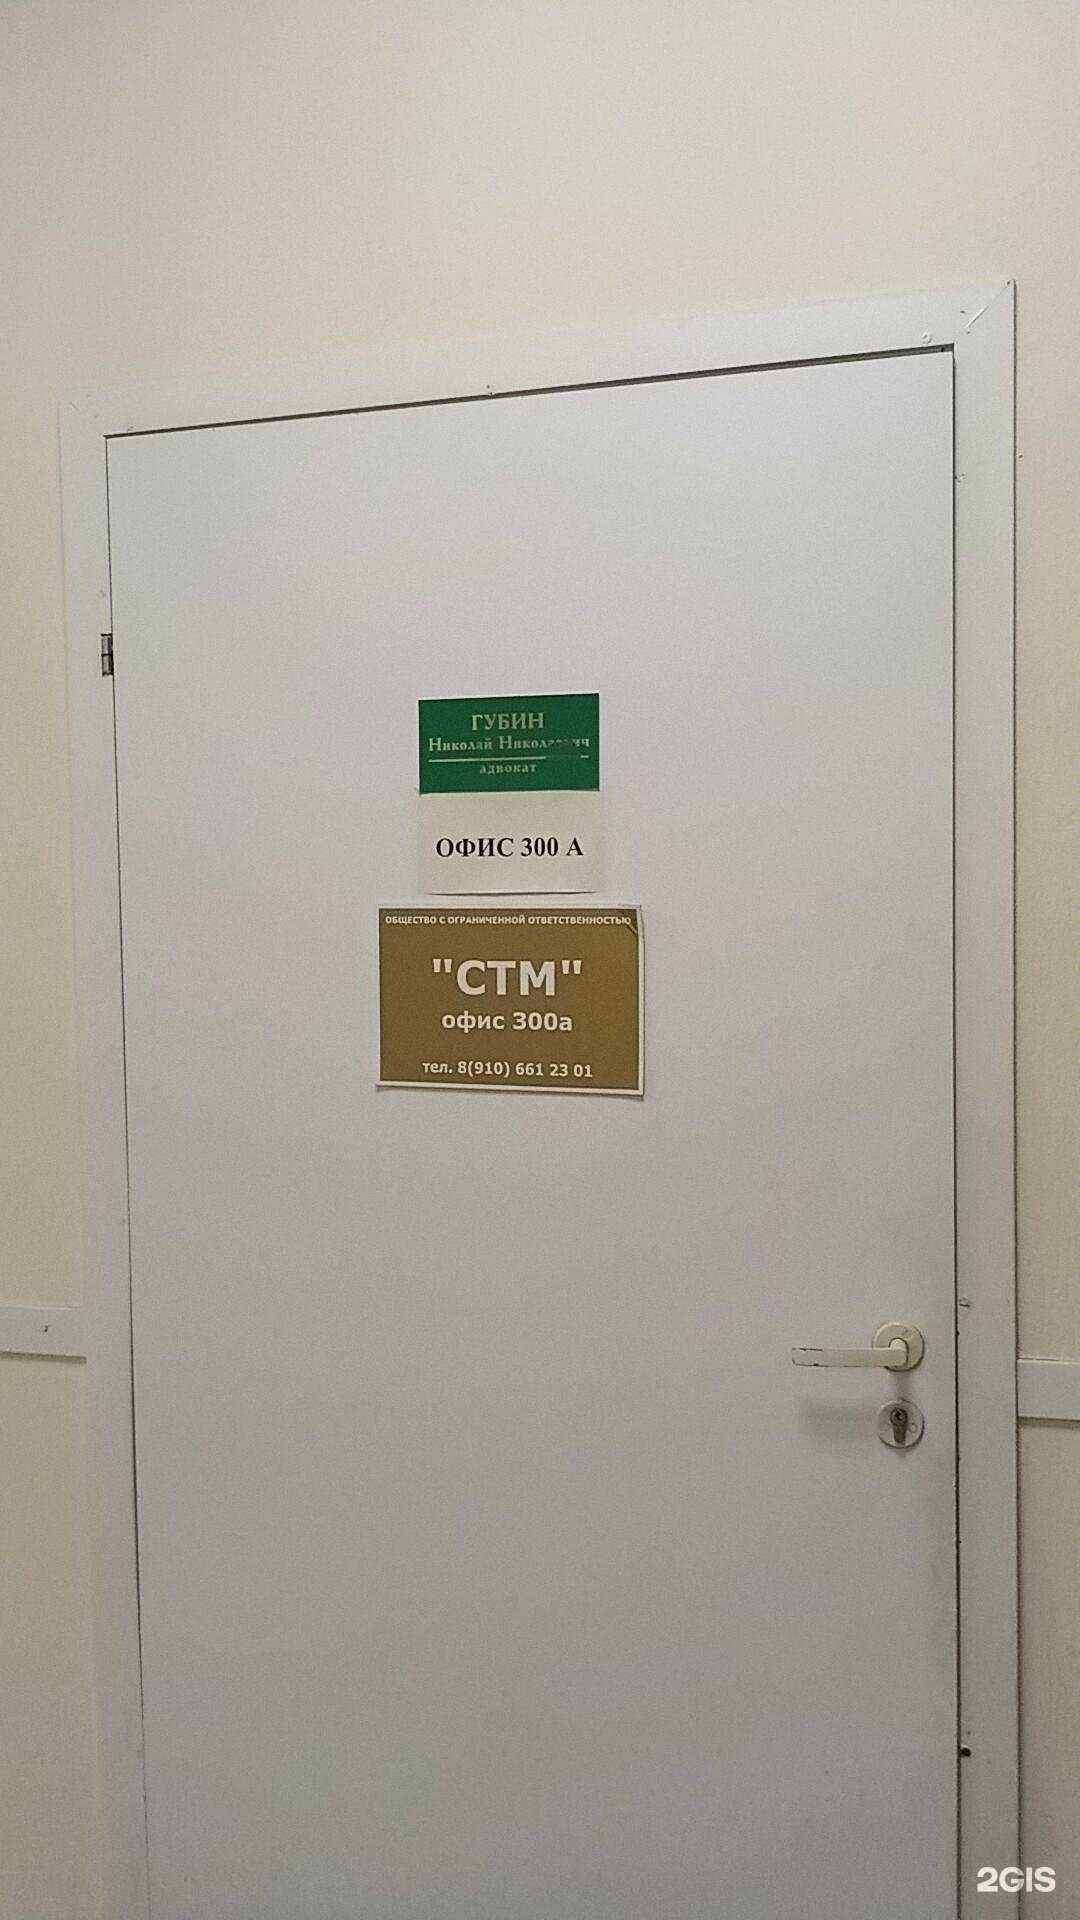 ГУБИН
Николай Николаевич
адвокат
ОФИС 300 А
ОБЩЕСТВО С ОГРАНИЧЕННОЙ ОТВЕТСТВЕННОСТЬЮ
"СТМ"
офис 300а
тел. 8(910) 661 23 01
2GIS